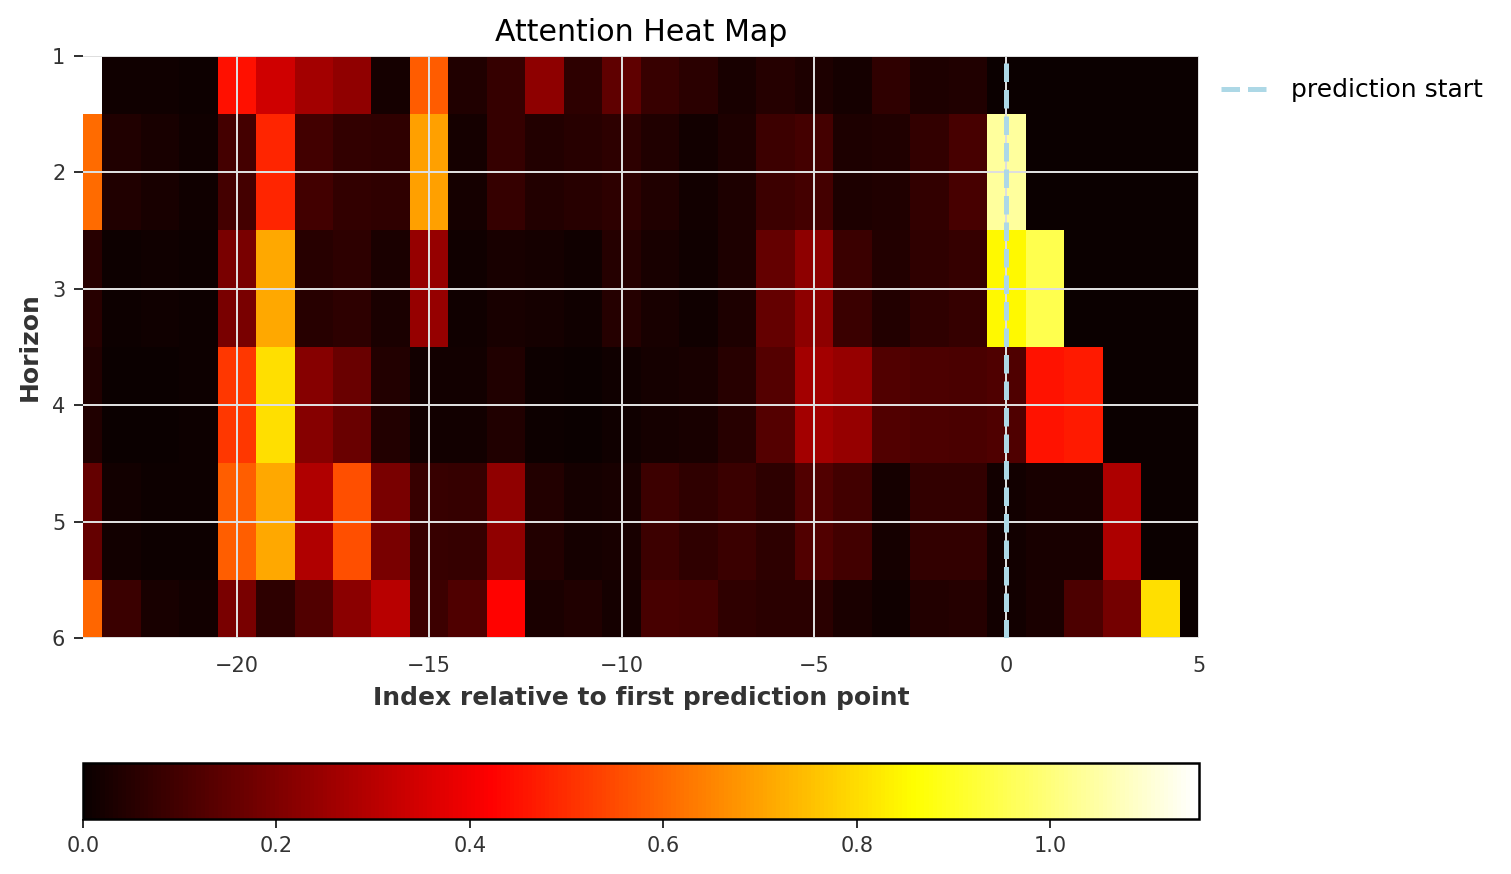 Attention Heat Map
prediction start
Horizon
1
2
3
4
5
6
−20 −15 −10 −5 0 5
Index relative to first prediction point
0.0 0.2 0.4 0.6 0.8 1.0